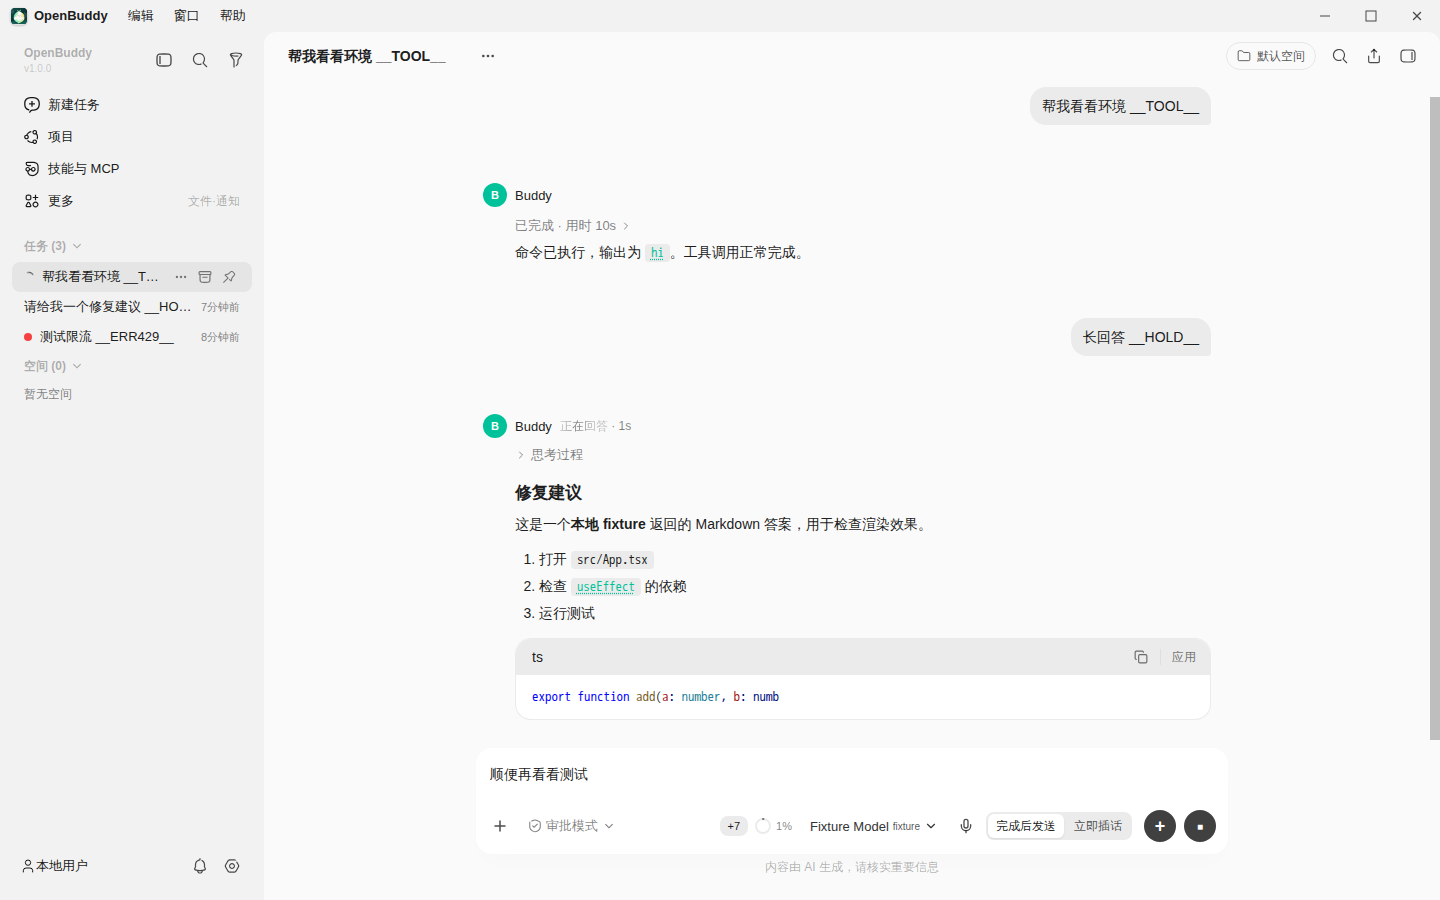 OpenBuddy 编辑 窗口 帮助
OpenBuddy
v1.0.0
新建任务
项目
技能与 MCP
更多 文件·通知
任务 (3)
帮我看看环境 __T…
请给我一个修复建议 __HO… 7分钟前
测试限流 __ERR429__ 8分钟前
空间 (0)
暂无空间
本地用户
帮我看看环境 __TOOL__
默认空间
帮我看看环境 __TOOL__
B Buddy
已完成 · 用时 10s
命令已执行，输出为 hi。工具调用正常完成。
长回答 __HOLD__
B Buddy 正在回答 · 1s
思考过程
修复建议
这是一个本地 fixture 返回的 Markdown 答案，用于检查渲染效果。
1. 打开 src/App.tsx
2. 检查 useEffect 的依赖
3. 运行测试
ts 应用
export function add(a: number, b: numb
顺便再看看测试
审批模式 +7 1% Fixture Model fixture 完成后发送 立即插话
内容由 AI 生成，请核实重要信息